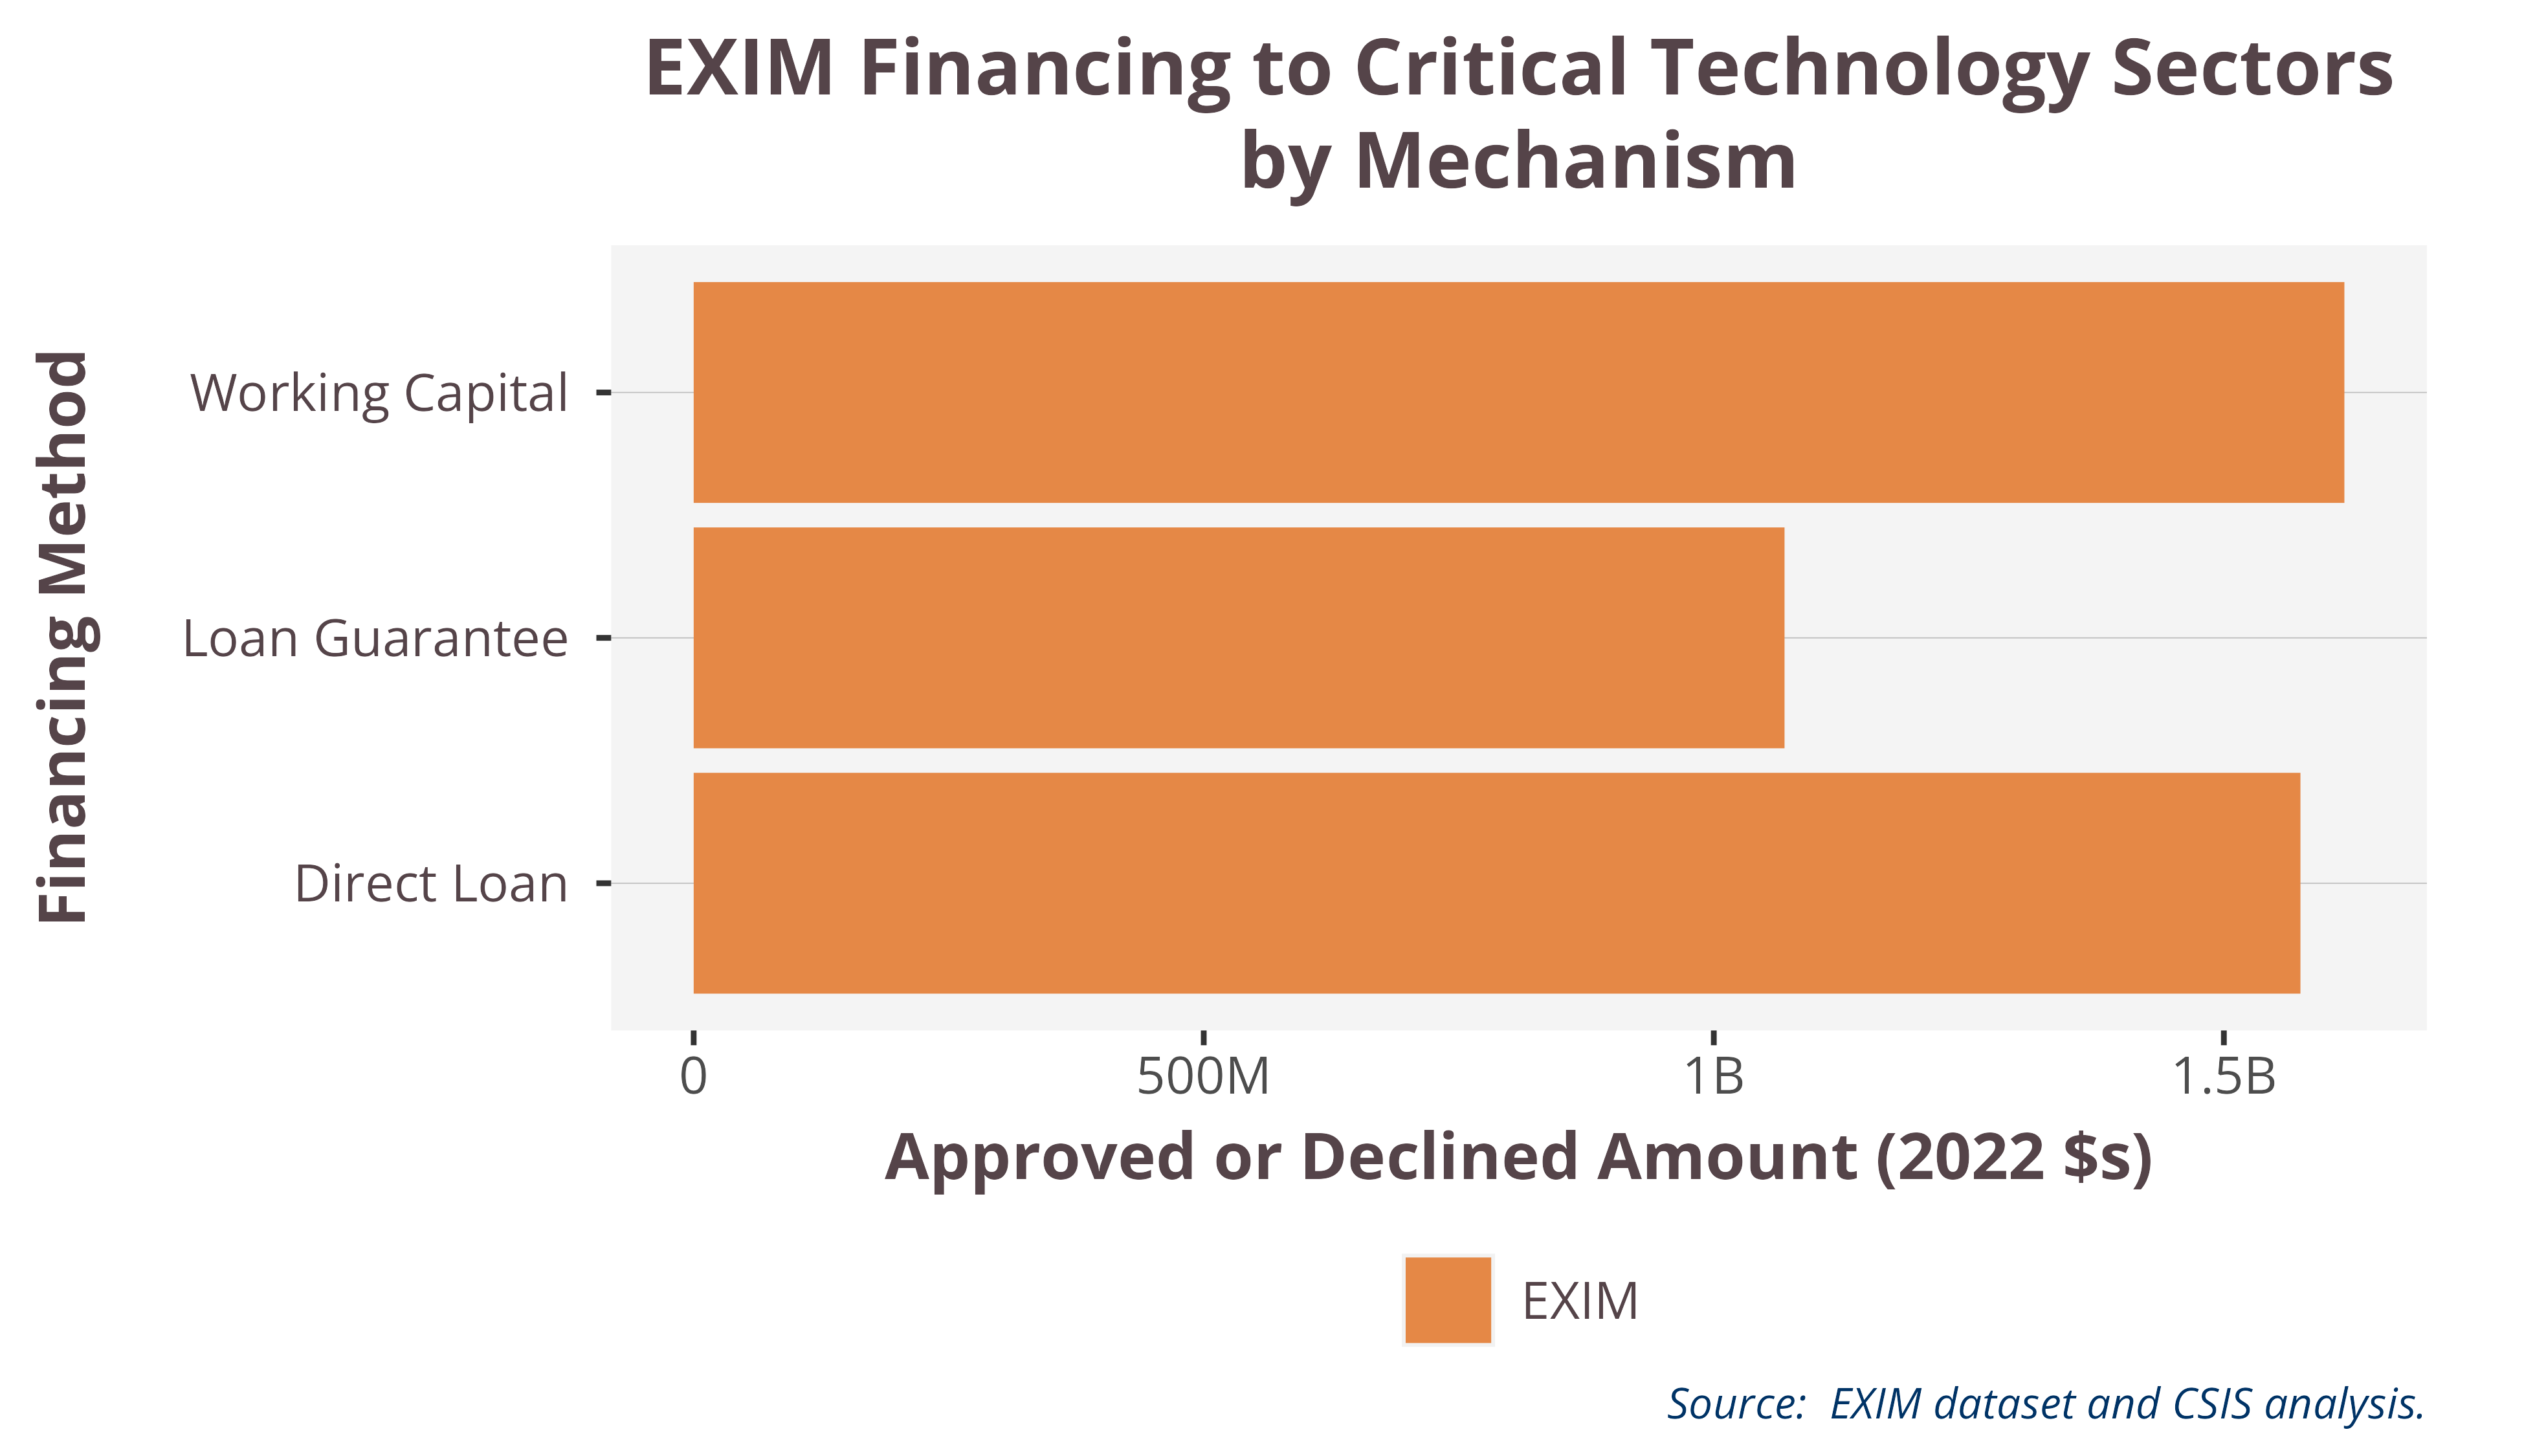 EXIM Financing to Critical Technology Sectors
by Mechanism
Financing Method
Working Capital
Loan Guarantee
Direct Loan
0
500M
1B
1.5B
Approved or Declined Amount (2022 $s)
EXIM
Source:  EXIM dataset and CSIS analysis.